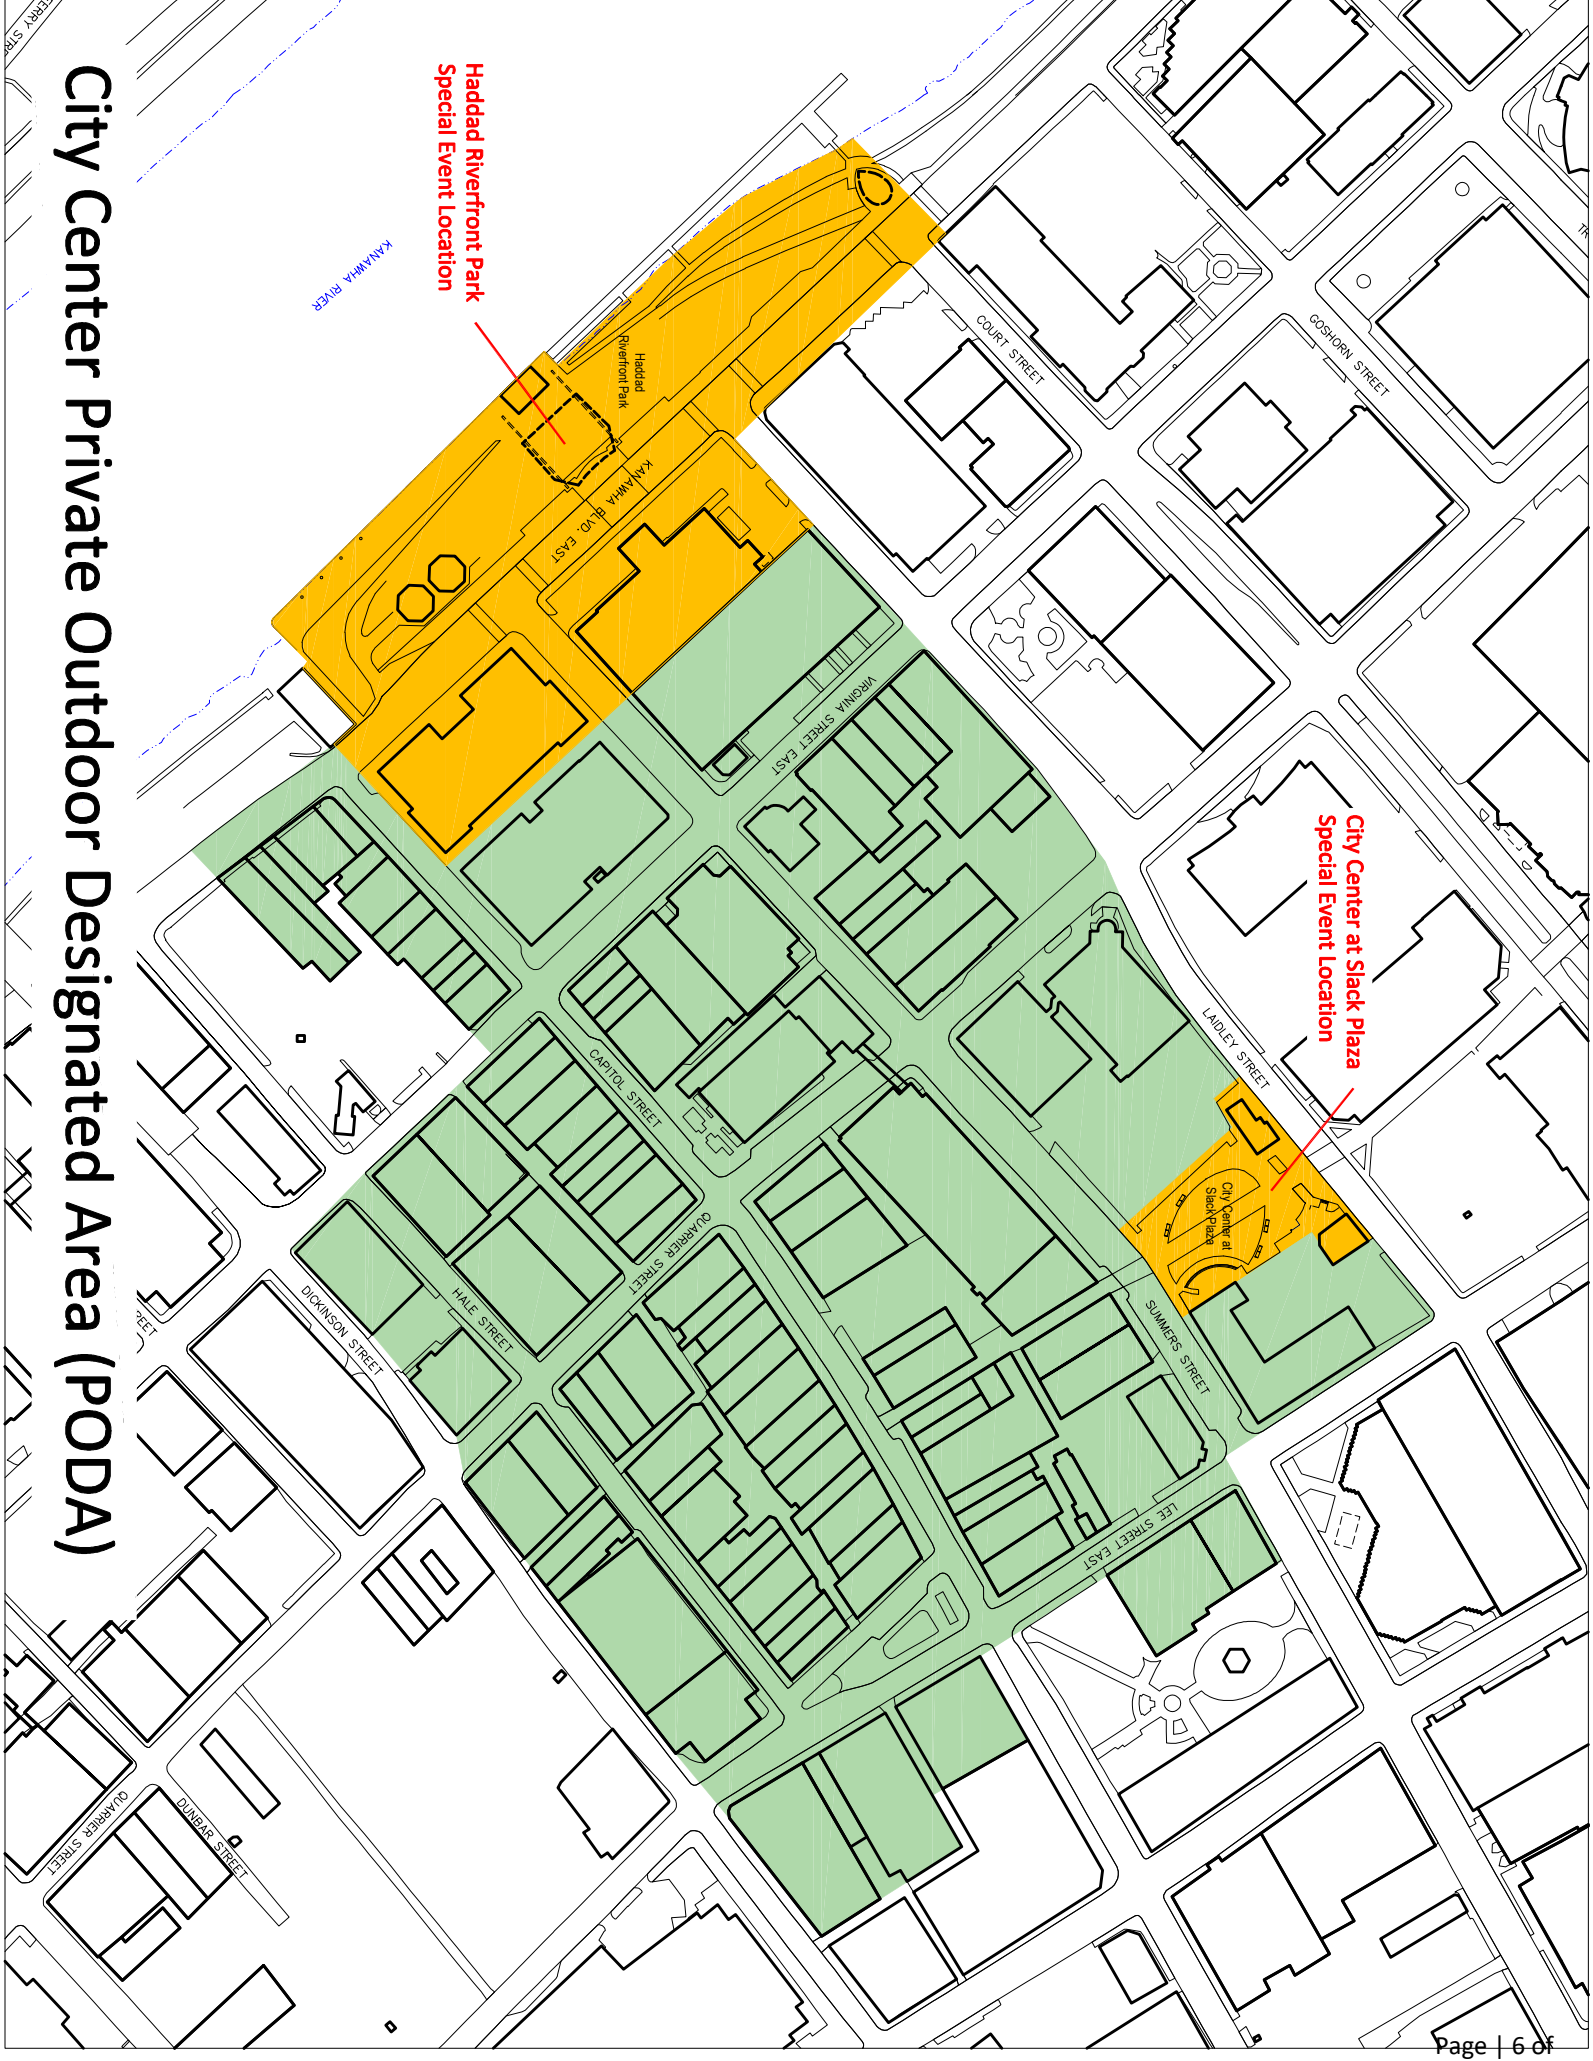 City Center Private Outdoor Designated Area (PODA)
Haddad Riverfront Park
Special Event Location
City Center at Slack Plaza
Special Event Location
KANAWHA RIVER
Haddad
Riverfront Park
KANAWHA BLVD. EAST
COURT STREET
GOSHORN STREET
VIRGINIA STREET EAST
LAIDLEY STREET
City Center at
Slack Plaza
CAPITOL STREET
QUARRIER STREET
SUMMERS STREET
HALE STREET
DICKINSON STREET
LEE STREET EAST
DUNBAR STREET
QUARRIER STREET
Page | 6 of